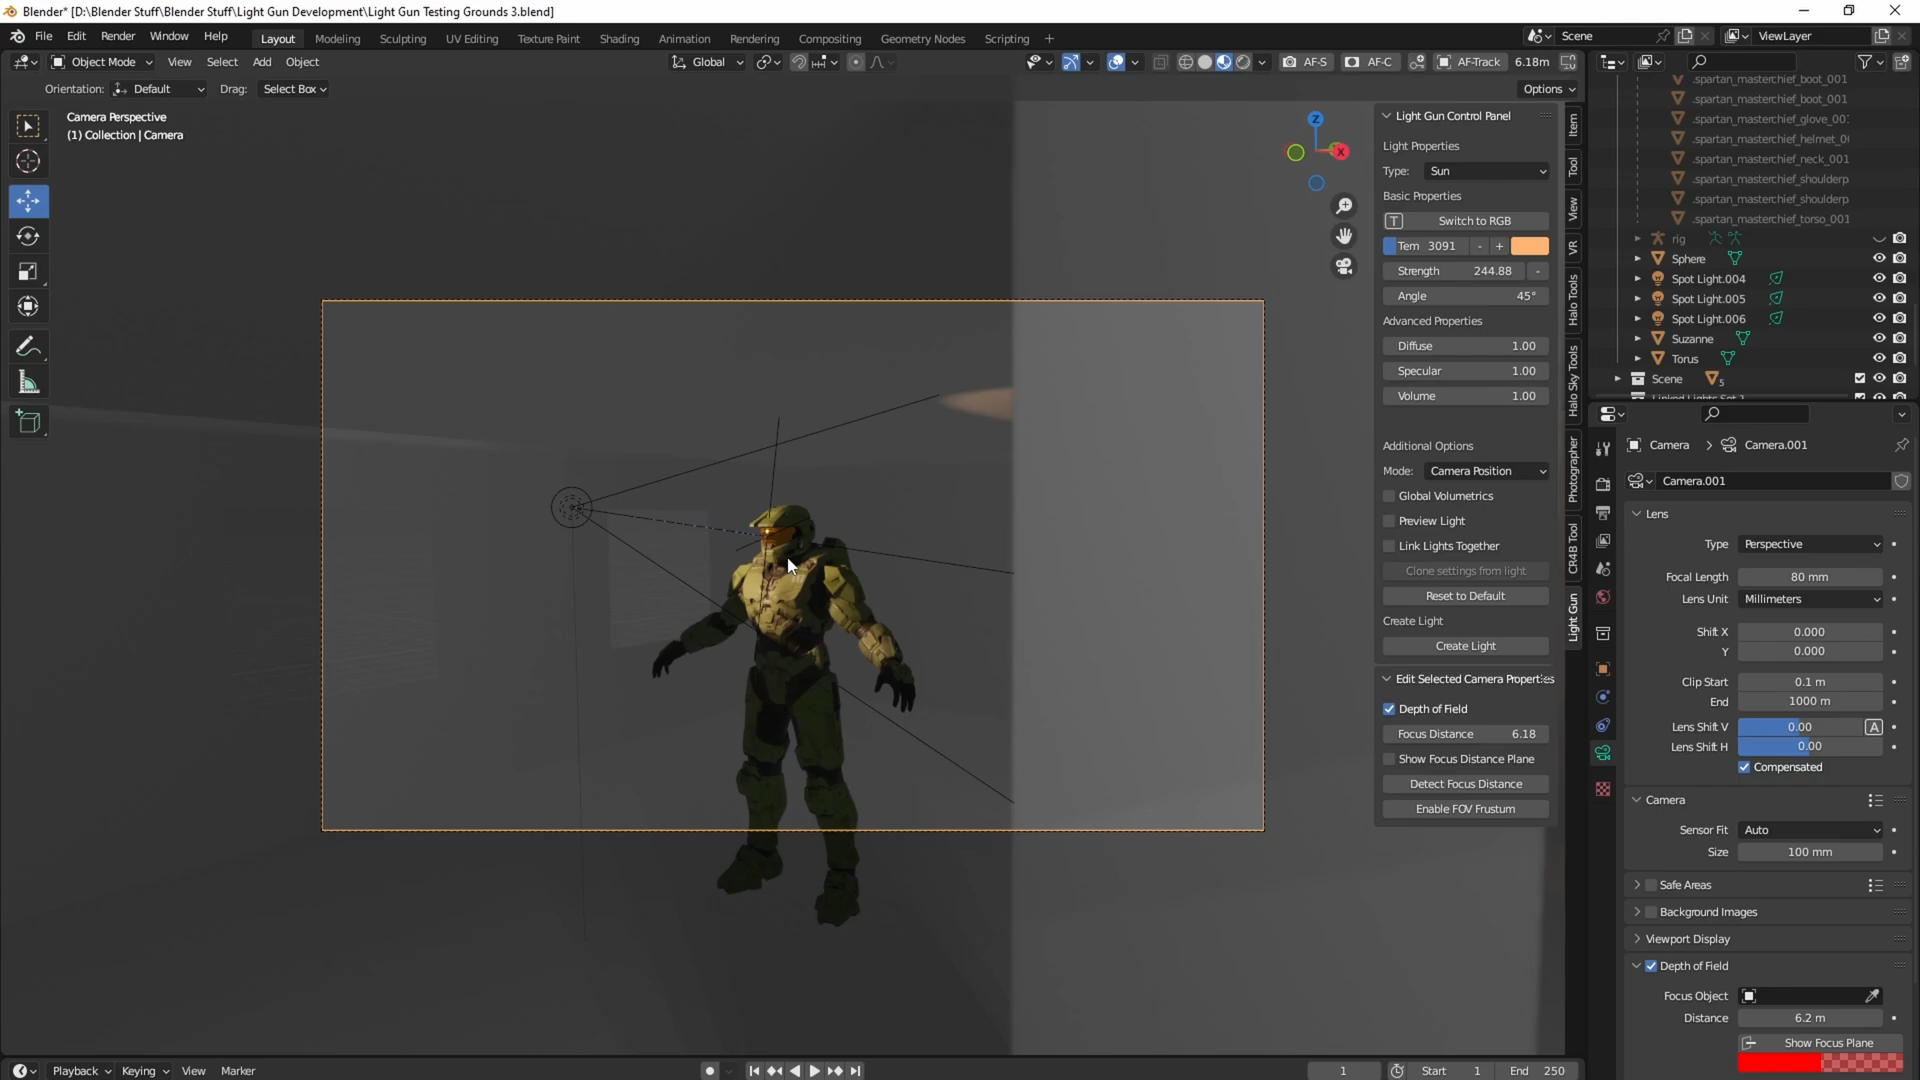 Blender* [D:\Blender Stuff\Blender Stuff\Light Gun Development\Light Gun Testing Grounds 3.blend]
File Edit Render Window Help Layout Modeling Sculpting UV Editing Texture Paint Shading Animation Rendering Compositing Geometry Nodes Scripting + Scene ViewLayer
Object Mode View Select Add Object Global AF-S AF-C AF-Track 6.18m
Orientation: Default Drag: Select Box Options
Camera Perspective
(1) Collection | Camera
Z
X
Light Gun Control Panel
Light Properties
Type: Sun
Basic Properties
T Switch to RGB
Tem 3091 - +
Strength 244.88 -
Angle 45°
Advanced Properties
Diffuse 1.00
Specular 1.00
Volume 1.00
Additional Options
Mode: Camera Position
Global Volumetrics
Preview Light
Link Lights Together
Clone settings from light
Reset to Default
Create Light
Create Light
Edit Selected Camera Properties
Depth of Field
Focus Distance 6.18
Show Focus Distance Plane
Detect Focus Distance
Enable FOV Frustum
Item
Tool
View
VR
Halo Tools
Halo Sky Tools
Photographer
CR4B Tool
Light Gun
.spartan_masterchief_boot_001
.spartan_masterchief_boot_001
.spartan_masterchief_glove_001
.spartan_masterchief_helmet_0
.spartan_masterchief_neck_001
.spartan_masterchief_shoulderp
.spartan_masterchief_shoulderp
.spartan_masterchief_torso_001
rig
Sphere
Spot Light.004
Spot Light.005
Spot Light.006
Suzanne
Torus
Scene 5
Linked Lights Set 1
Camera > Camera.001
Camera.001
Lens
Type Perspective
Focal Length 80 mm
Lens Unit Millimeters
Shift X 0.000
Y 0.000
Clip Start 0.1 m
End 1000 m
Lens Shift V 0.00 A
Lens Shift H 0.00
Compensated
Camera
Sensor Fit Auto
Size 100 mm
Safe Areas
Background Images
Viewport Display
Depth of Field
Focus Object
Distance 6.2 m
Show Focus Plane
Playback Keying View Marker 1 Start 1 End 250